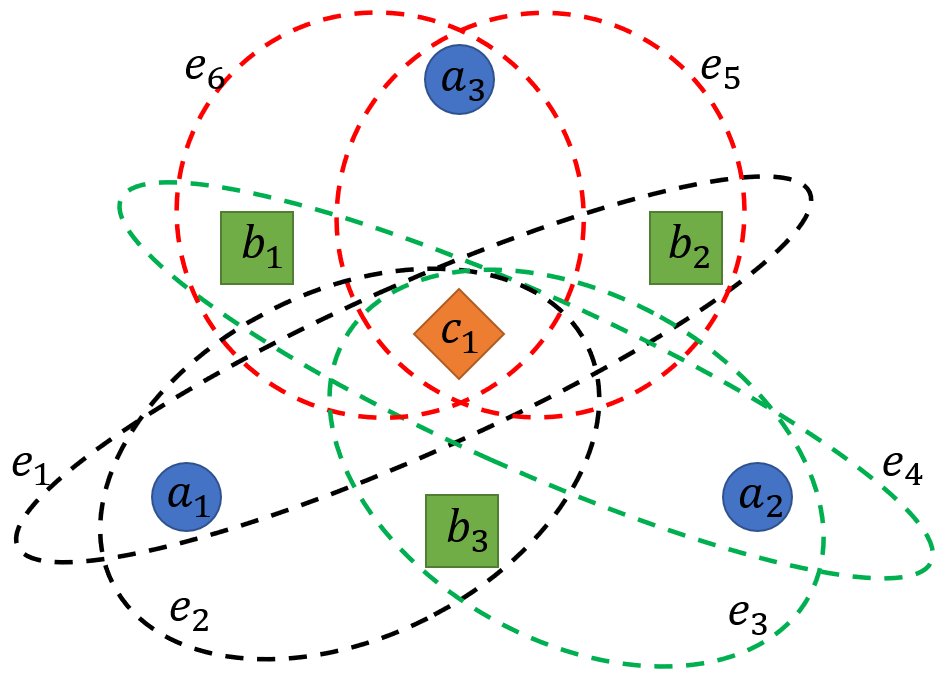 e₆ a₃ e₅
b₁ b₂
c₁
e₁ a₁ a₂ e₄
b₃
e₂ e₃